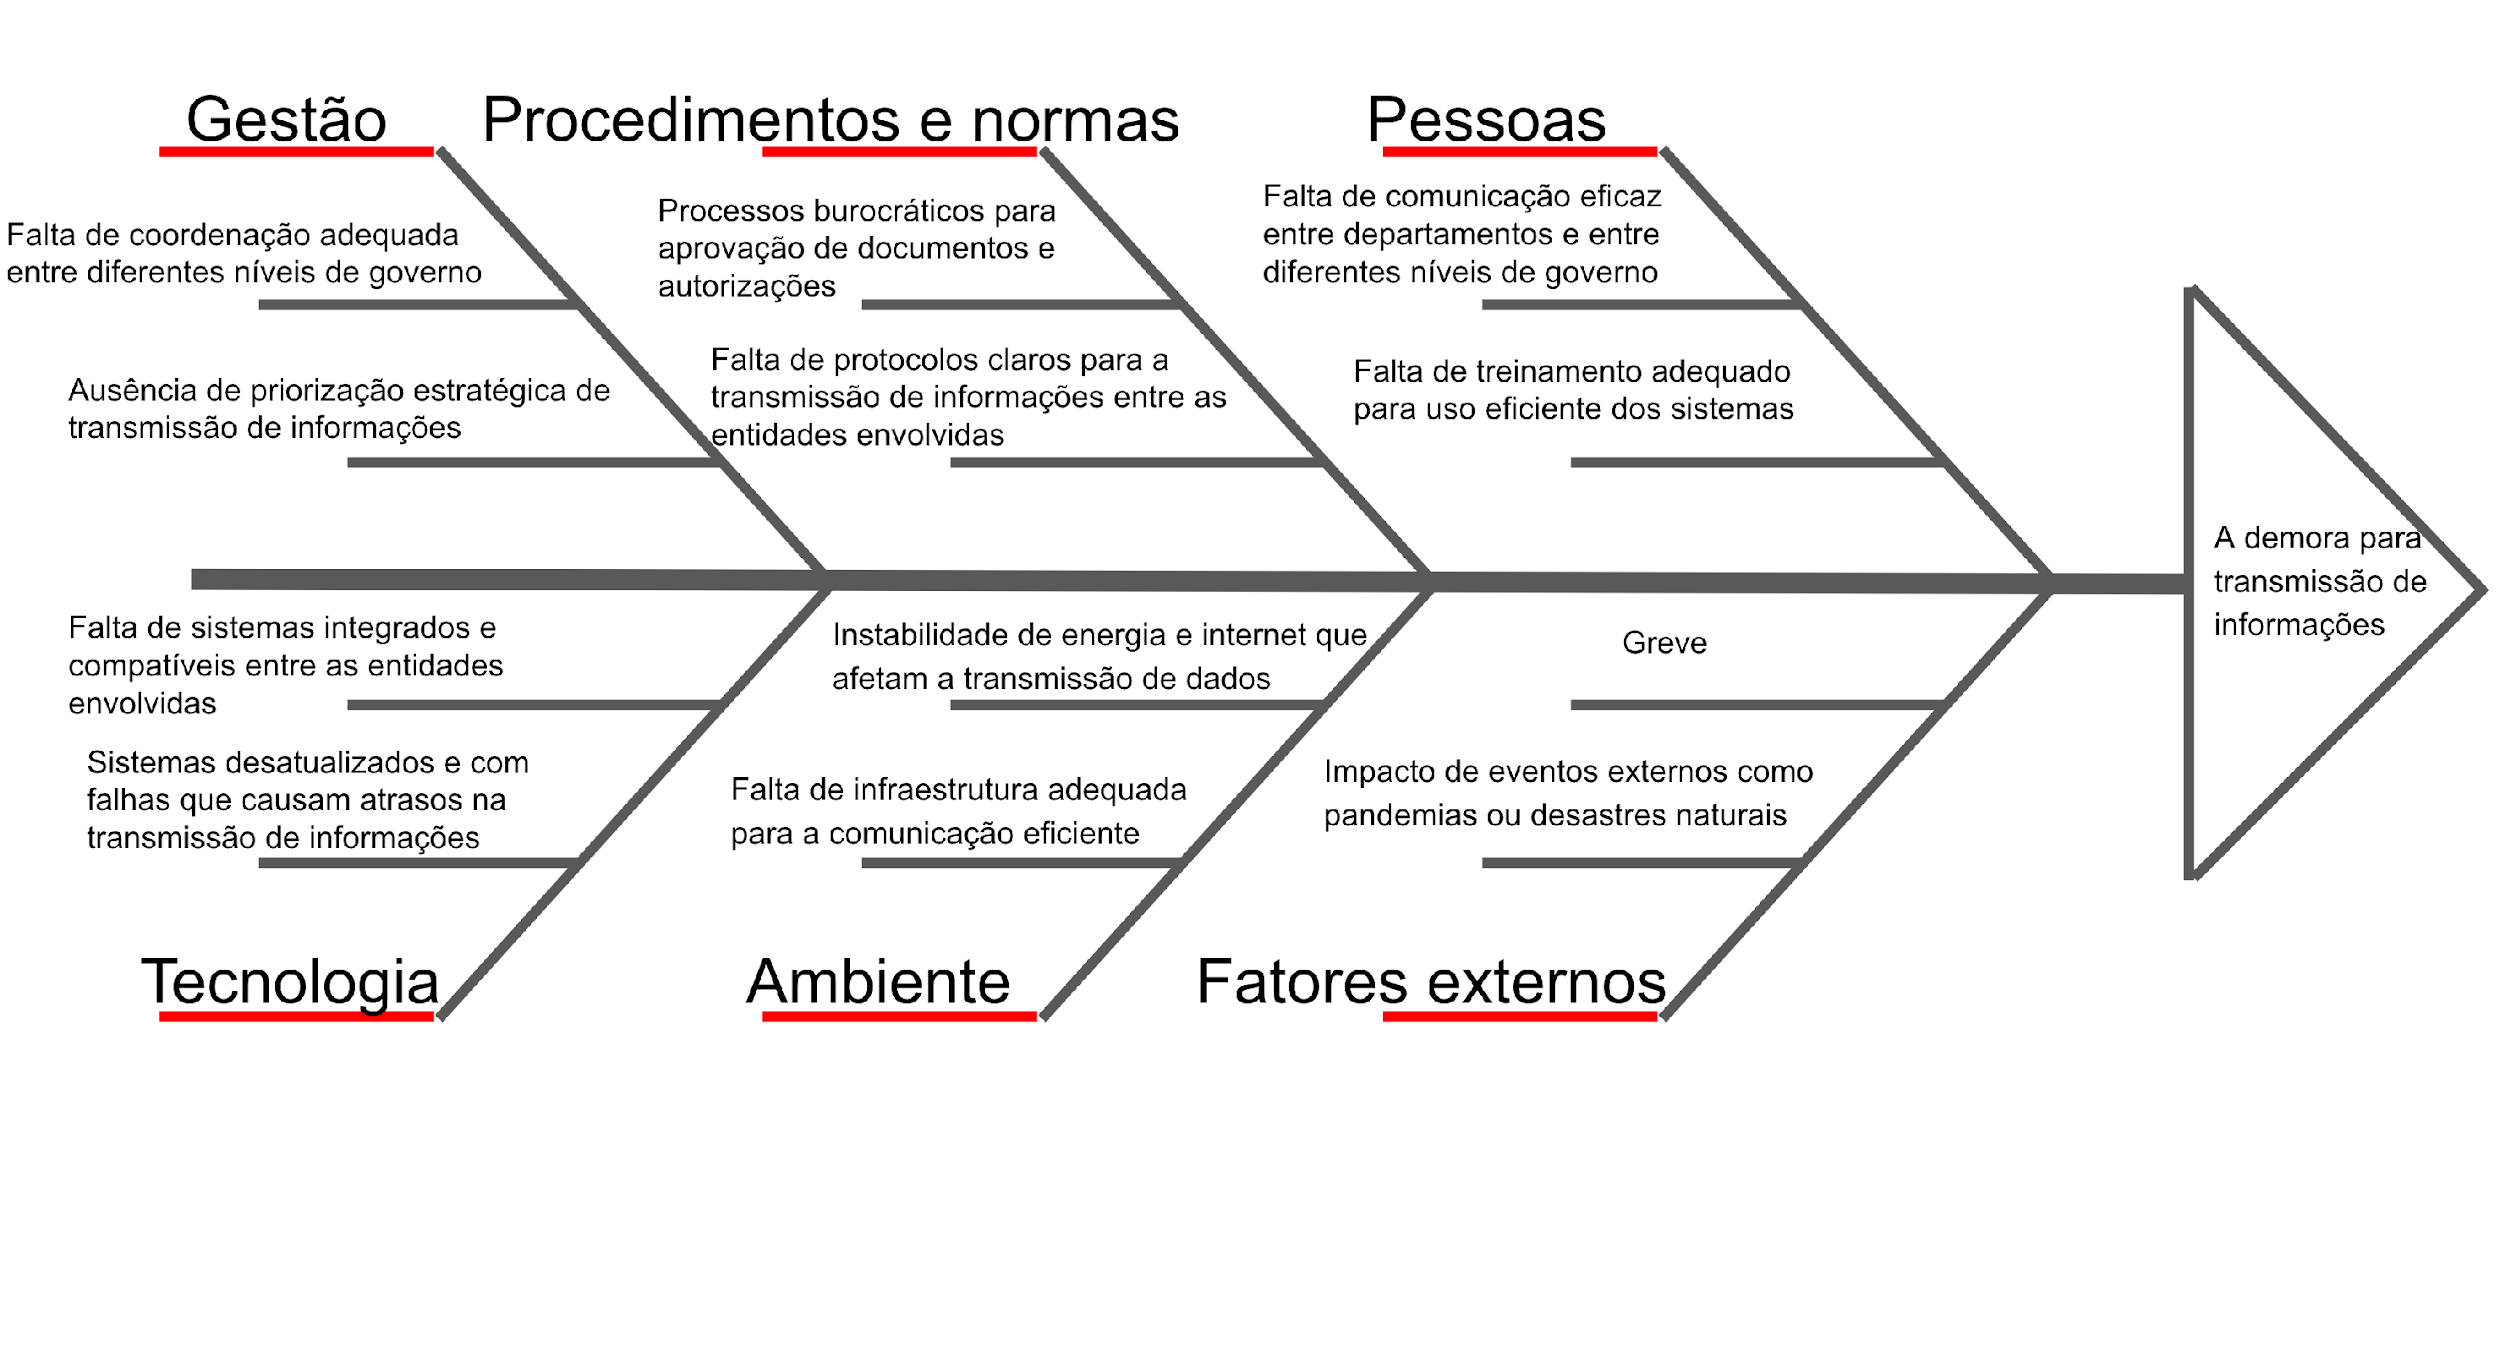 Gestão
Procedimentos e normas
Pessoas
Falta de coordenação adequada
entre diferentes níveis de governo
Ausência de priorização estratégica de
transmissão de informações
Processos burocráticos para
aprovação de documentos e
autorizações
Falta de protocolos claros para a
transmissão de informações entre as
entidades envolvidas
Falta de comunicação eficaz
entre departamentos e entre
diferentes níveis de governo
Falta de treinamento adequado
para uso eficiente dos sistemas
A demora para
transmissão de
informações
Falta de sistemas integrados e
compatíveis entre as entidades
envolvidas
Sistemas desatualizados e com
falhas que causam atrasos na
transmissão de informações
Instabilidade de energia e internet que
afetam a transmissão de dados
Falta de infraestrutura adequada
para a comunicação eficiente
Greve
Impacto de eventos externos como
pandemias ou desastres naturais
Tecnologia
Ambiente
Fatores externos